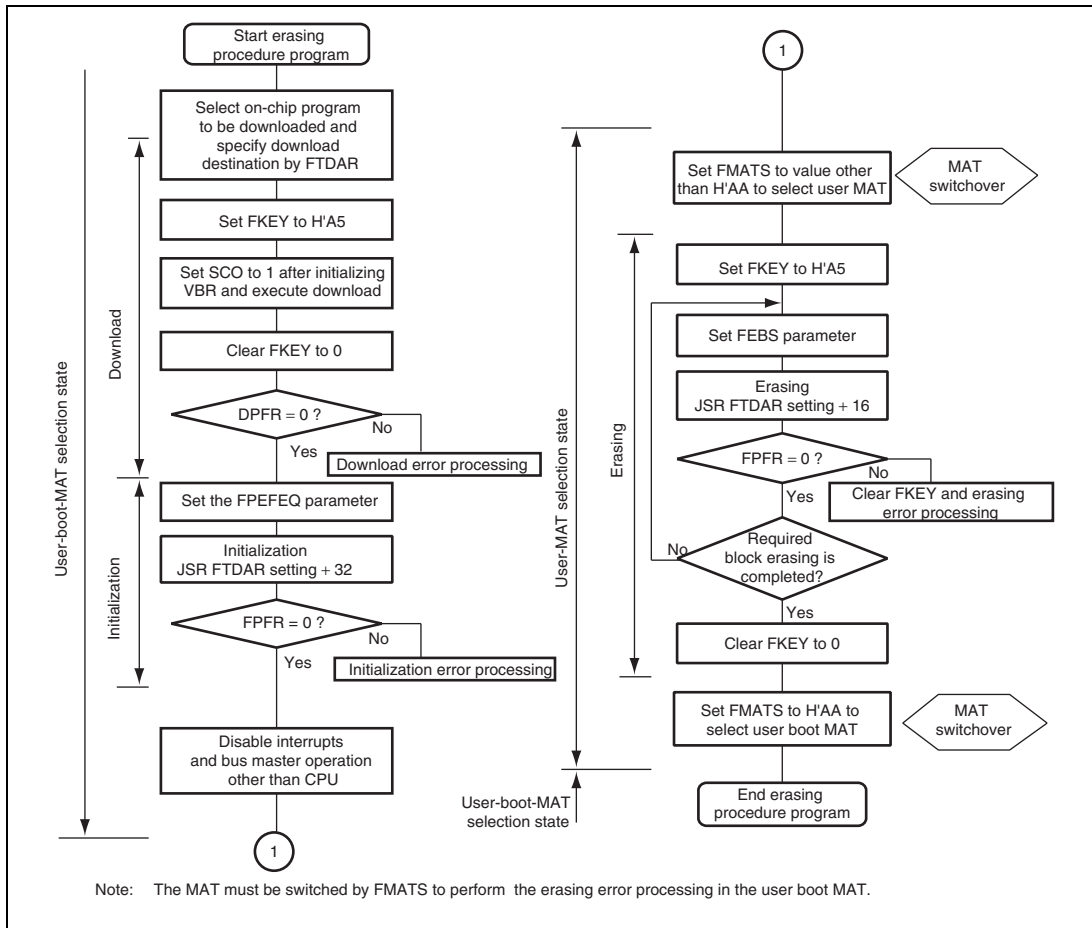 Start erasing
procedure program
Select on-chip program
to be downloaded and
specify download
destination by FTDAR
Set FKEY to H'A5
Set SCO to 1 after initializing
VBR and execute download
Clear FKEY to 0
DPFR = 0 ?
No
Yes
Download error processing
Set the FPEFEQ parameter
Initialization
JSR FTDAR setting + 32
FPFR = 0 ?
No
Yes
Initialization error processing
Disable interrupts
and bus master operation
other than CPU
1
User-boot-MAT selection state
Download
Initialization
1
Set FMATS to value other
than H'AA to select user MAT
MAT
switchover
Set FKEY to H'A5
Set FEBS parameter
Erasing
JSR FTDAR setting + 16
FPFR = 0 ?
No
Yes
Clear FKEY and erasing
error processing
Required
block erasing is
completed?
No
Yes
Clear FKEY to 0
Set FMATS to H'AA to
select user boot MAT
MAT
switchover
End erasing
procedure program
User-MAT selection state
Erasing
User-boot-MAT
selection state
Note: The MAT must be switched by FMATS to perform the erasing error processing in the user boot MAT.